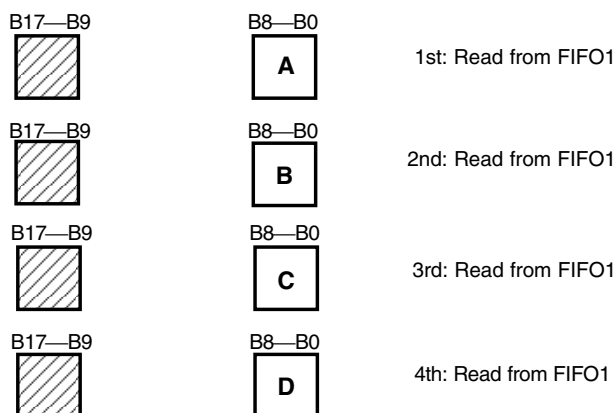 B17—B9 B8—B0
A 1st: Read from FIFO1
B17—B9 B8—B0
B 2nd: Read from FIFO1
B17—B9 B8—B0
C 3rd: Read from FIFO1
B17—B9 B8—B0
D 4th: Read from FIFO1